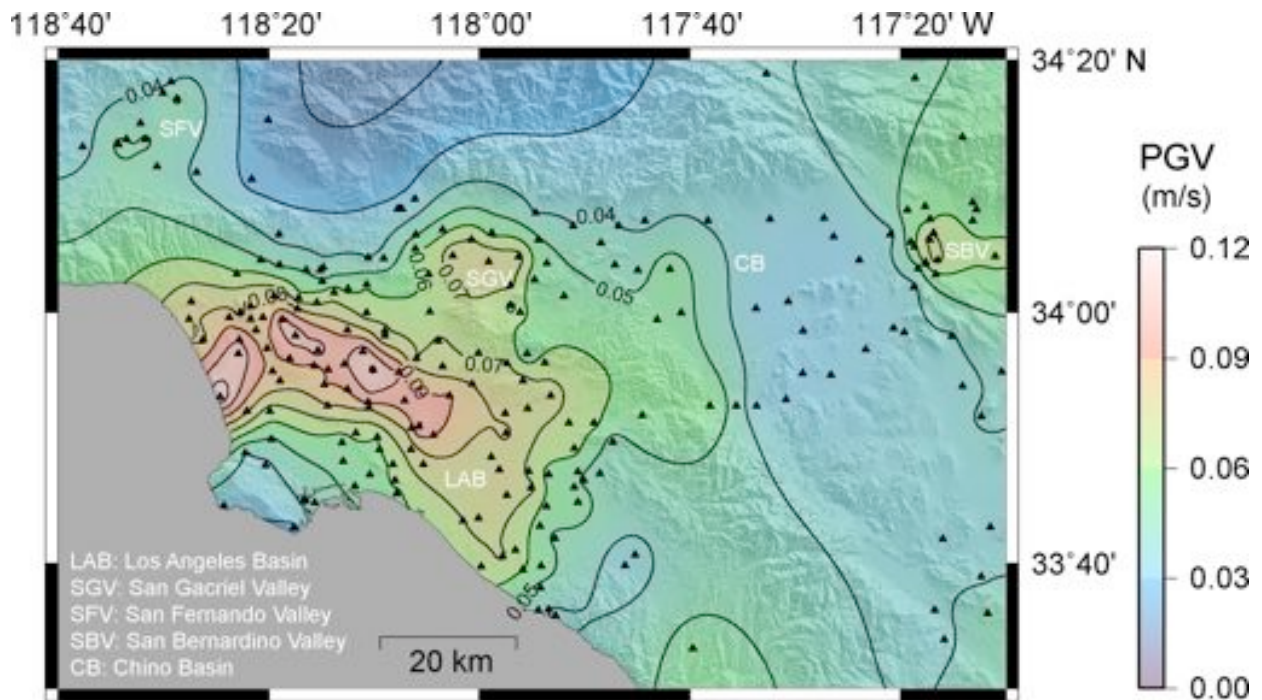 118°40' 118°20' 118°00' 117°40' 117°20' W
34°20' N
34°00'
33°40'
0.04
SFV
0.04
0.05
CB
SBV
SGV
0.06
0.07
0.07
0.05
LAB
LAB: Los Angeles Basin
SGV: San Gacriel Valley
SFV: San Fernando Valley
SBV: San Bernardino Valley
CB: Chino Basin
20 km
PGV
(m/s)
0.12
0.09
0.06
0.03
0.00